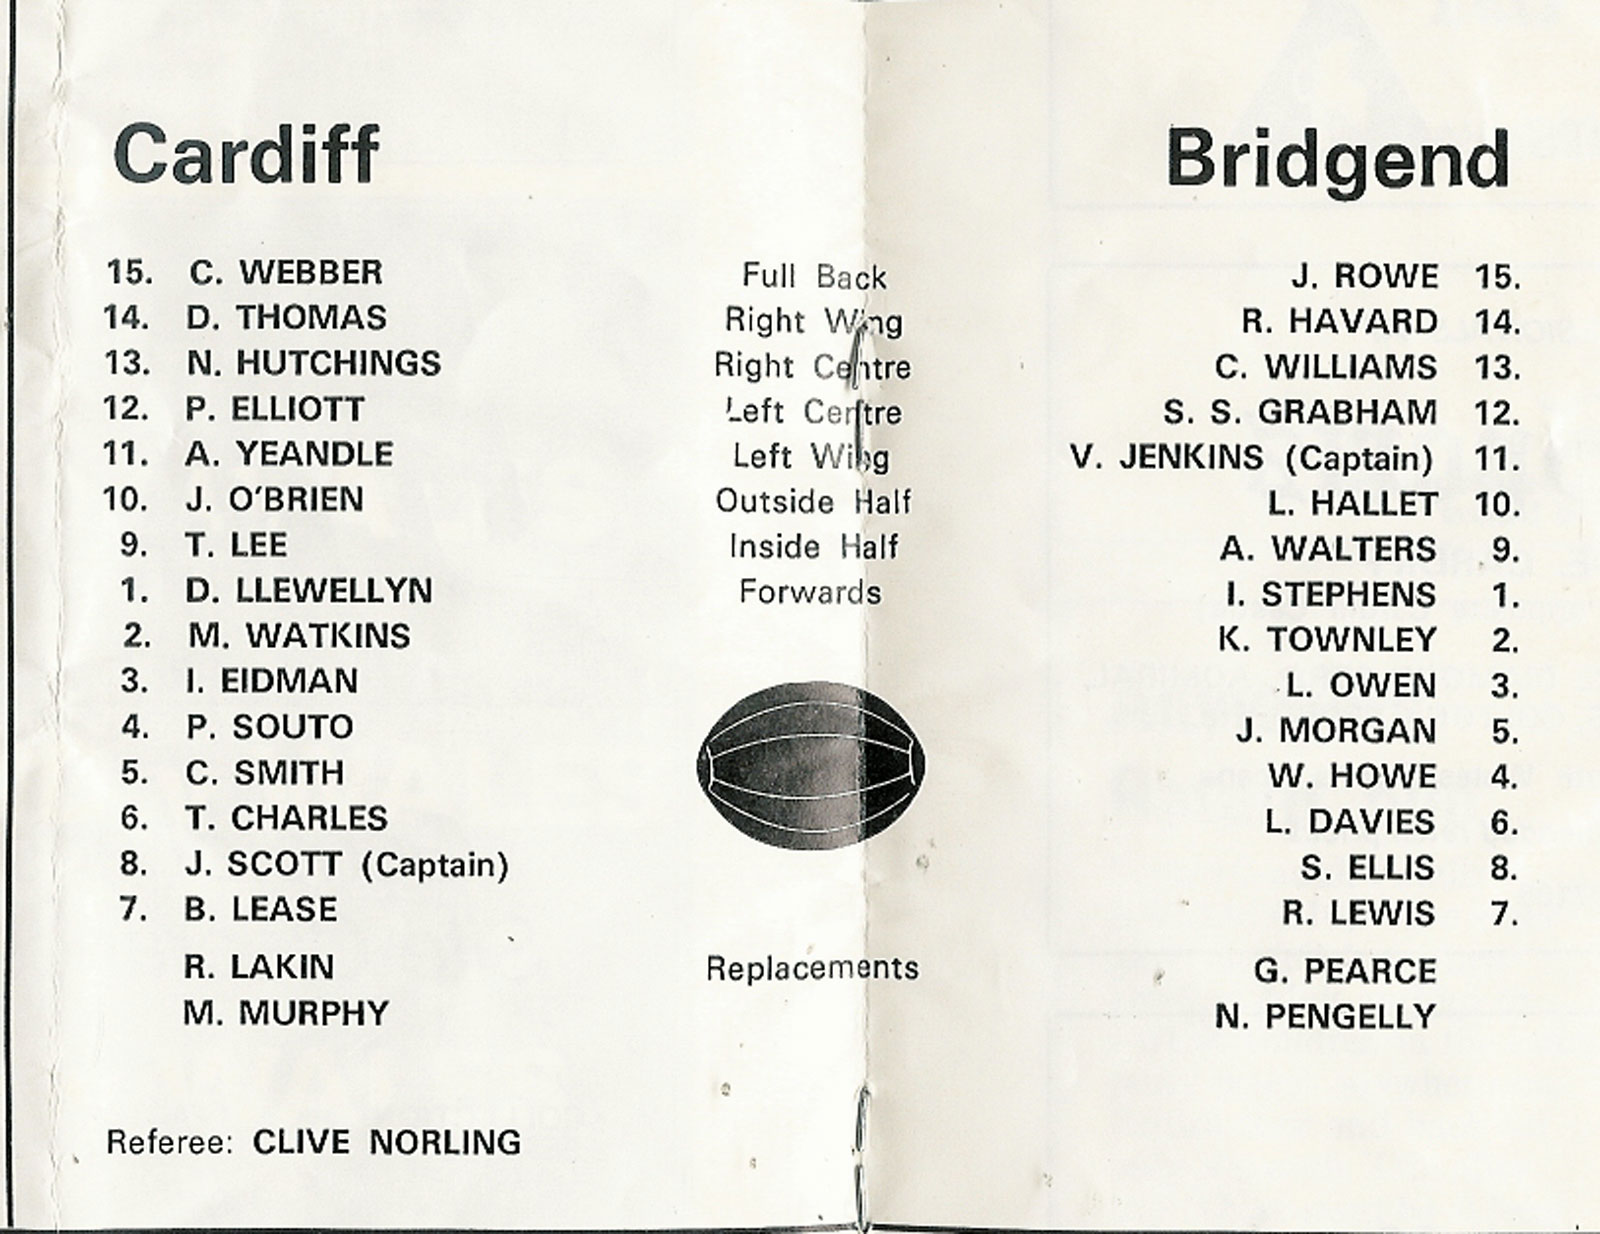 Cardiff Bridgend
15. C. WEBBER Full Back J. ROWE 15.
14. D. THOMAS Right Wing R. HAVARD 14.
13. N. HUTCHINGS Right Centre C. WILLIAMS 13.
12. P. ELLIOTT Left Centre S. S. GRABHAM 12.
11. A. YEANDLE Left Wing V. JENKINS (Captain) 11.
10. J. O'BRIEN Outside Half L. HALLET 10.
9. T. LEE Inside Half A. WALTERS 9.
1. D. LLEWELLYN Forwards I. STEPHENS 1.
2. M. WATKINS K. TOWNLEY 2.
3. I. EIDMAN L. OWEN 3.
4. P. SOUTO J. MORGAN 5.
5. C. SMITH W. HOWE 4.
6. T. CHARLES L. DAVIES 6.
8. J. SCOTT (Captain) S. ELLIS 8.
7. B. LEASE R. LEWIS 7.
R. LAKIN Replacements G. PEARCE
M. MURPHY N. PENGELLY
Referee: CLIVE NORLING